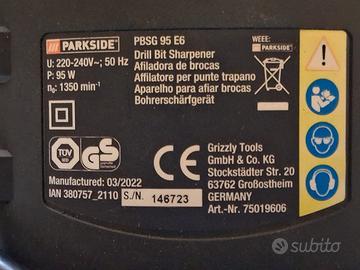 PARKSIDE®
PBSG 95 E6
WEEE:
PARKSIDE
U: 220-240V~; 50 Hz
Drill Bit Sharpener
P: 95 W
Afiladora de brocas
n₀: 1350 min⁻¹
Affilatore per punte trapano
Aparelho para afiar brocas
Bohrerschärfgerät
TÜV
GS
CE
Grizzly Tools
GmbH & Co. KG
Stockstädter Str. 20
63762 Großostheim
GERMANY
Art.-Nr. 75019606
Manufactured: 03/2022
IAN 380757_2110
S./N. 146723
subito